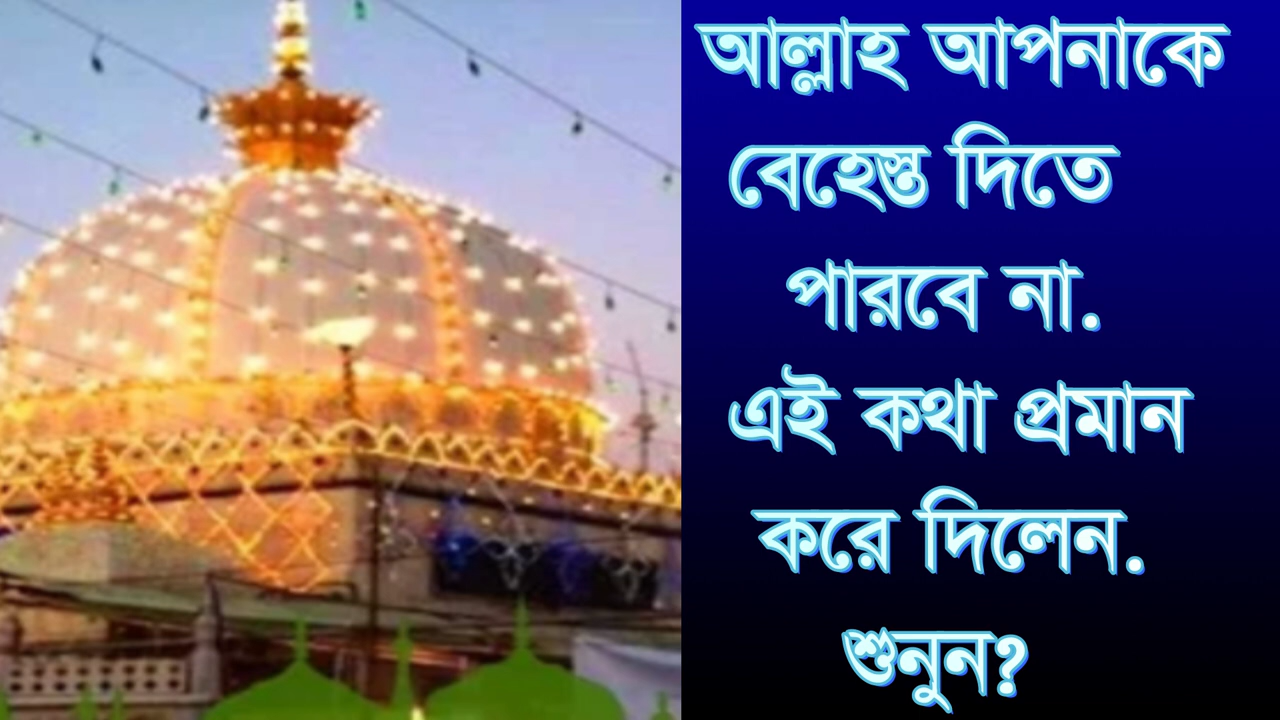 আল্লাহ আপনাকে
বেহেস্ত দিতে
পারবে না.
এই কথা প্রমান
করে দিলেন.
শুনুন?